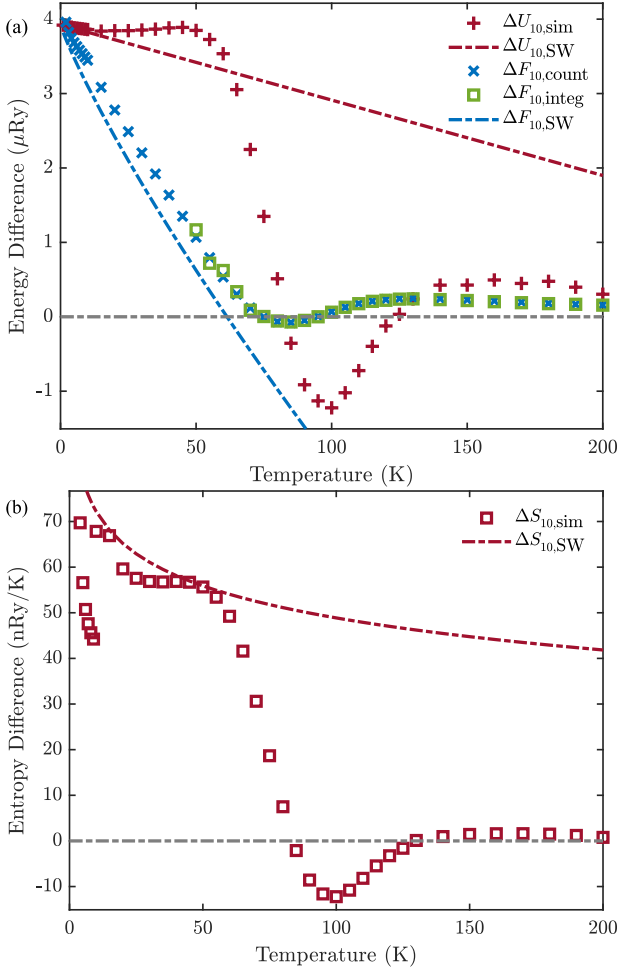 (a)
ΔU10,sim
ΔU10,SW
ΔF10,count
ΔF10,integ
ΔF10,SW
4
3
2
1
0
-1
Energy Difference (μRy)
0 50 100 150 200
Temperature (K)
(b)
ΔS10,sim
ΔS10,SW
70
60
50
40
30
20
10
0
-10
Entropy Difference (nRy/K)
0 50 100 150 200
Temperature (K)